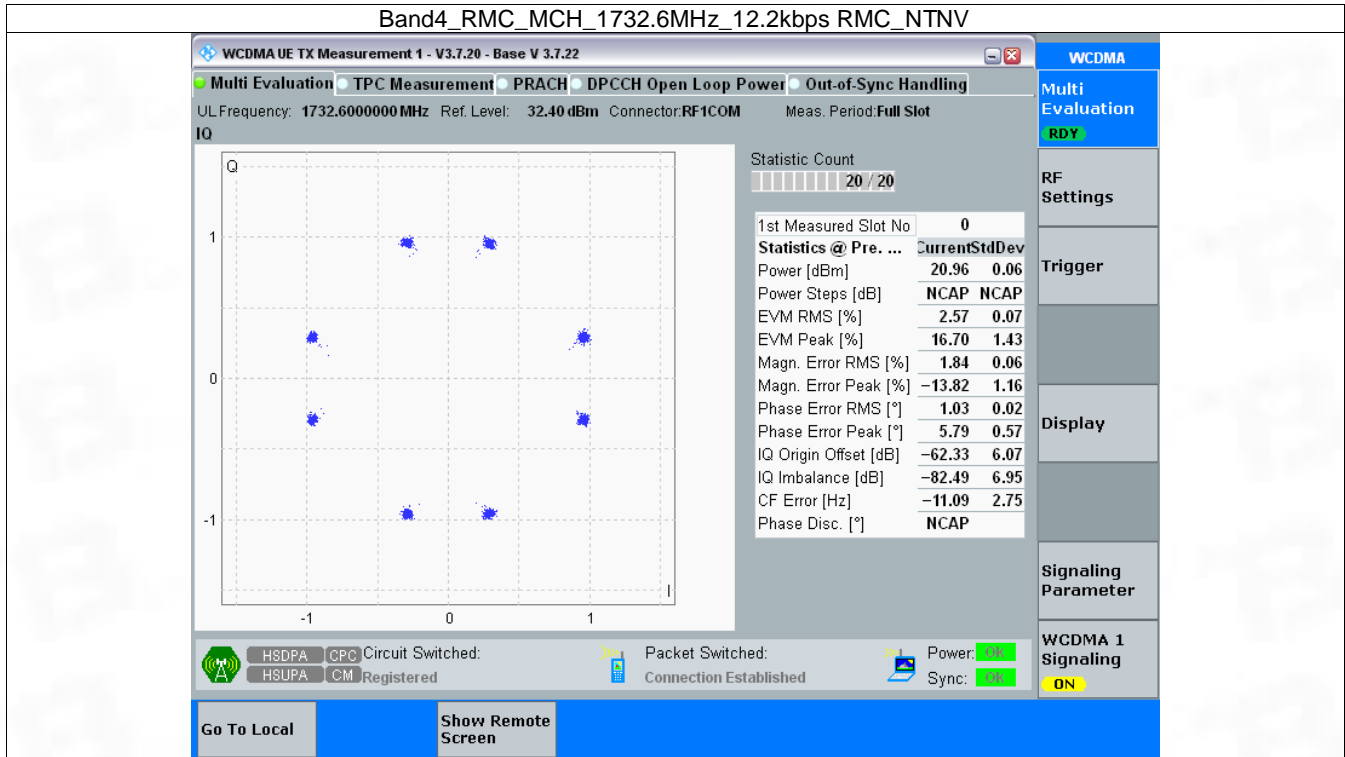 Band4_RMC_MCH_1732.6MHz_12.2kbps RMC_NTNV
WCDMA UE TX Measurement 1 - V3.7.20 - Base V 3.7.22
Multi Evaluation TPC Measurement PRACH DPCCH Open Loop Power Out-of-Sync Handling
UL Frequency: 1732.6000000 MHz Ref. Level: 32.40 dBm Connector:RF1COM Meas. Period:Full Slot
IQ
Q
1
0
-1
I
-1 0 1
Statistic Count
20 / 20
1st Measured Slot No 0
Statistics @ Pre. ... Current StdDev
Power [dBm] 20.96 0.06
Power Steps [dB] NCAP NCAP
EVM RMS [%] 2.57 0.07
EVM Peak [%] 16.70 1.43
Magn. Error RMS [%] 1.84 0.06
Magn. Error Peak [%] −13.82 1.16
Phase Error RMS [°] 1.03 0.02
Phase Error Peak [°] 5.79 0.57
IQ Origin Offset [dB] −62.33 6.07
IQ Imbalance [dB] −82.49 6.95
CF Error [Hz] −11.09 2.75
Phase Disc. [°] NCAP
HSDPA CPC Circuit Switched: Packet Switched: Power: OK
HSUPA CM Registered Connection Established Sync: OK
WCDMA
Multi
Evaluation
RDY
RF
Settings
Trigger
Display
Signaling
Parameter
WCDMA 1
Signaling
ON
Go To Local
Show Remote
Screen